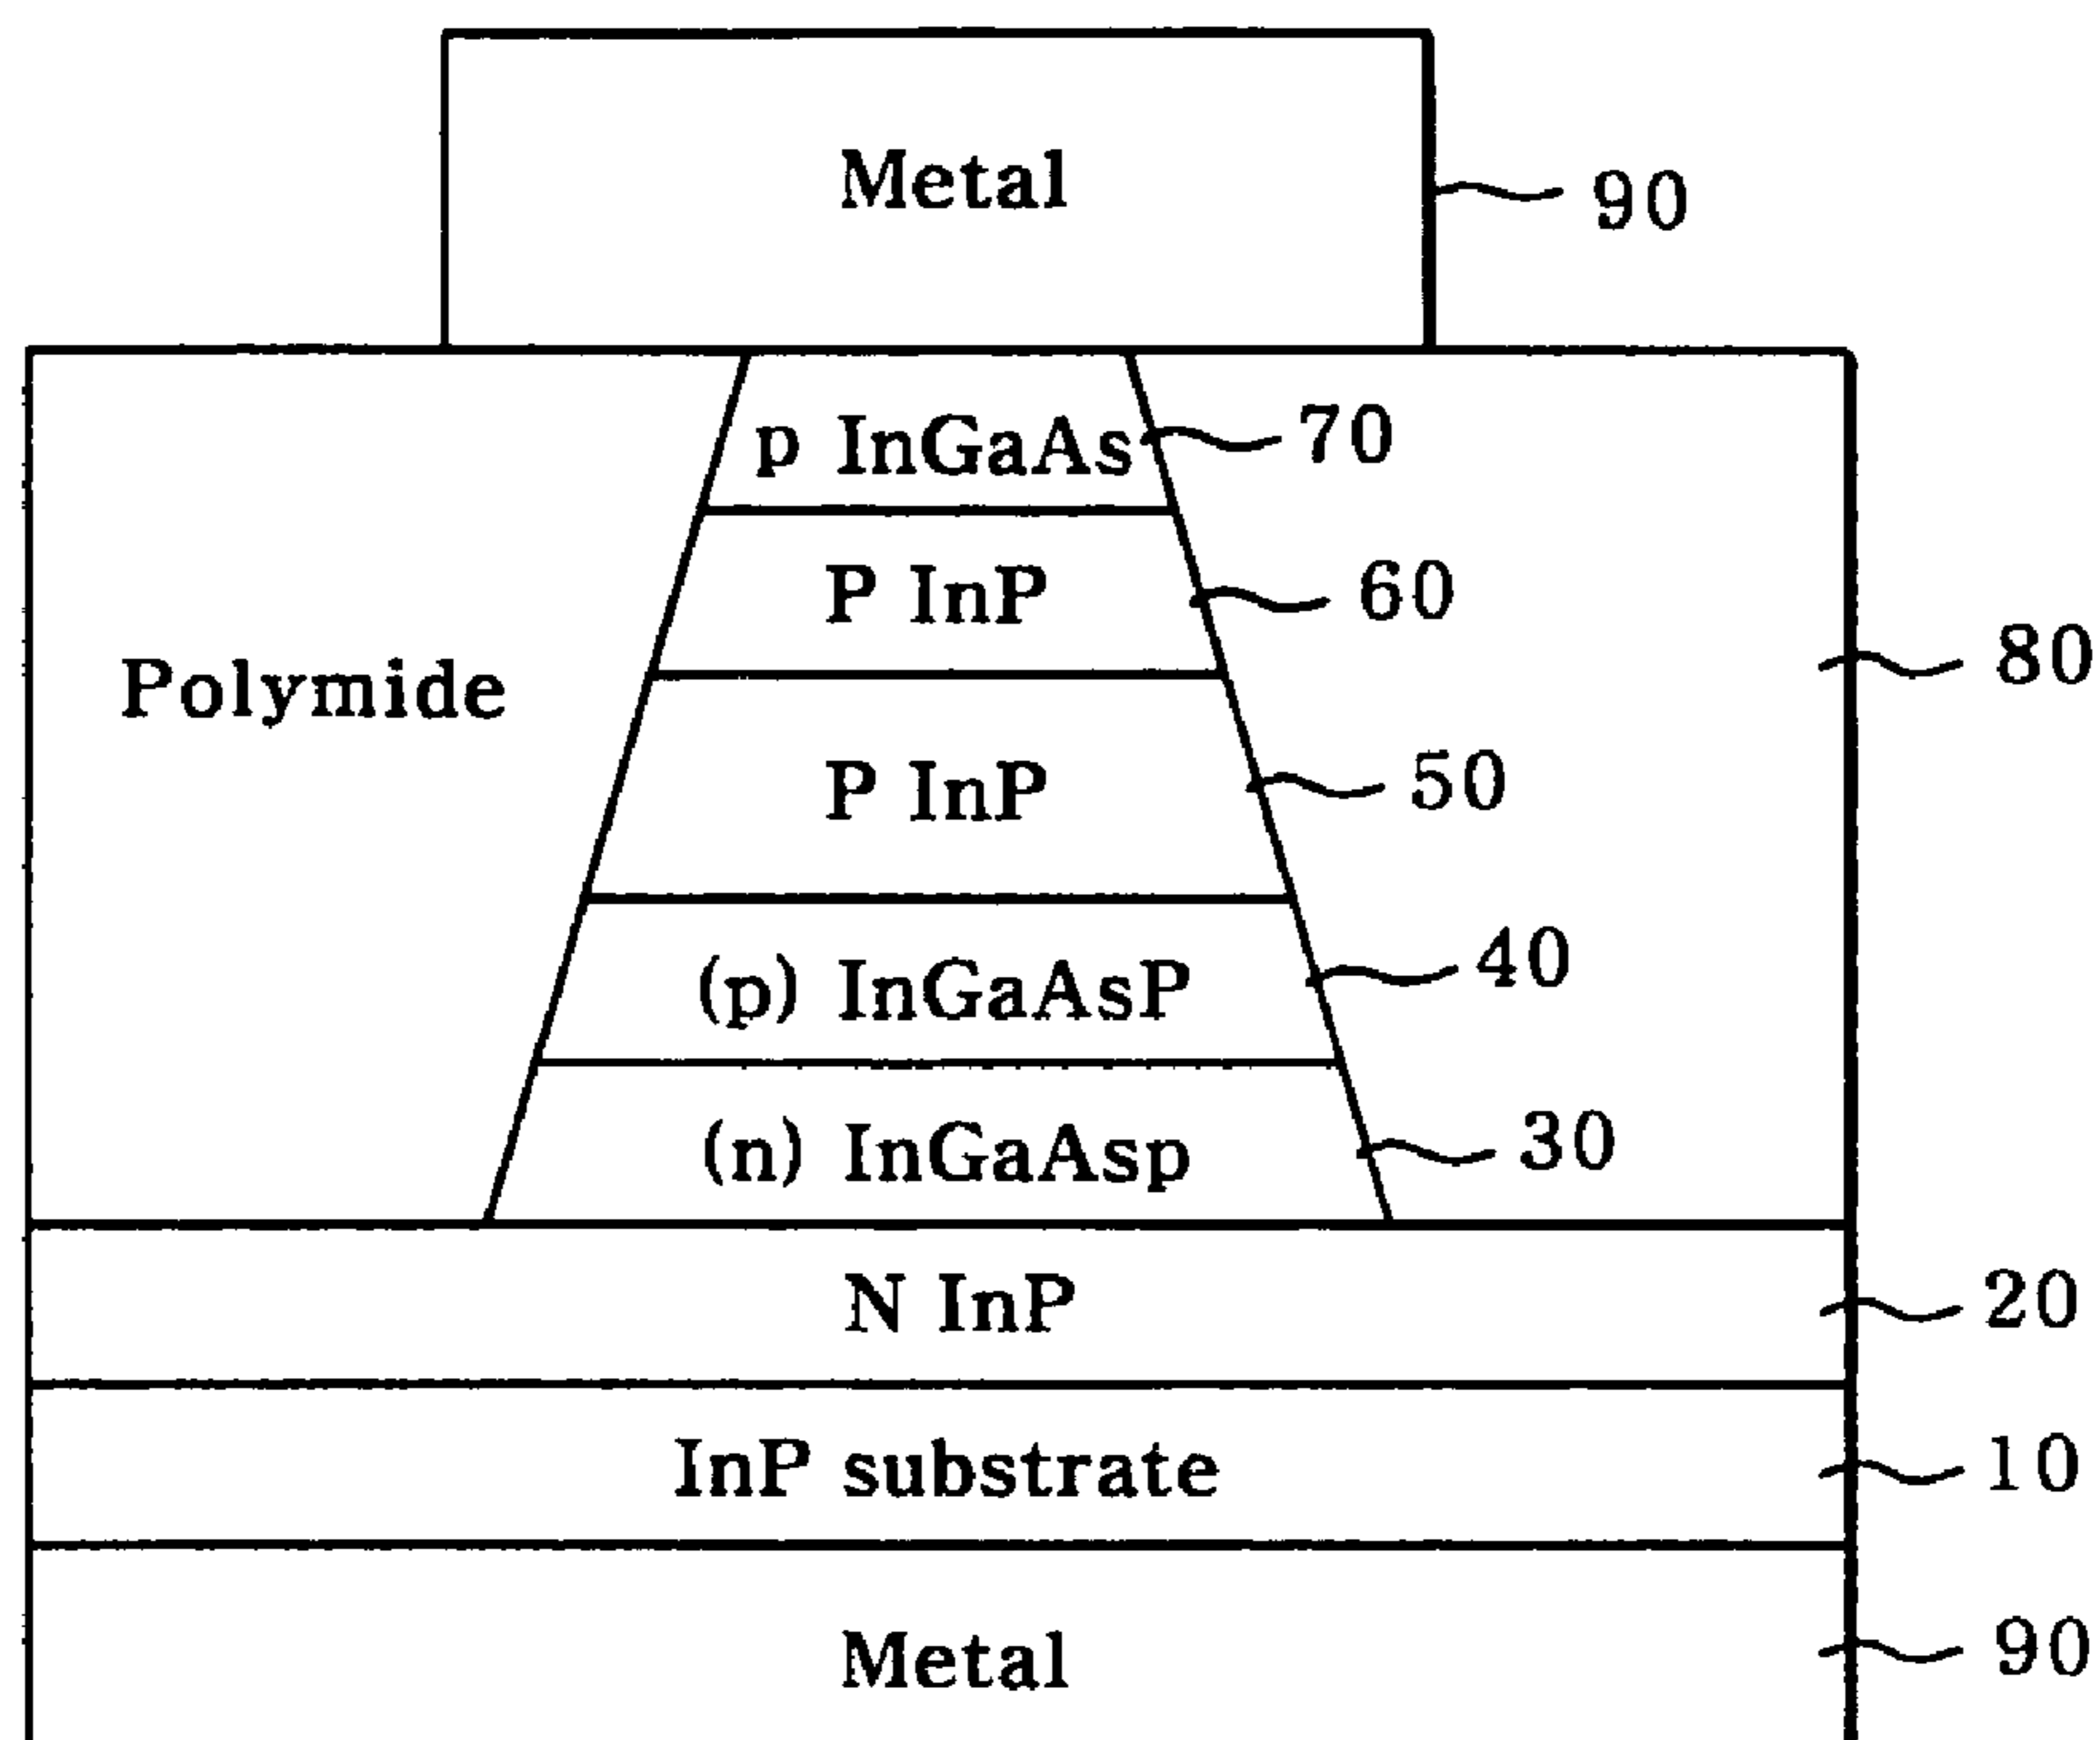 Metal
90
p InGaAs
70
P InP
60
Polymide
80
P InP
50
(p) InGaAsP
40
(n) InGaAsp
30
N InP
20
InP substrate
10
Metal
90